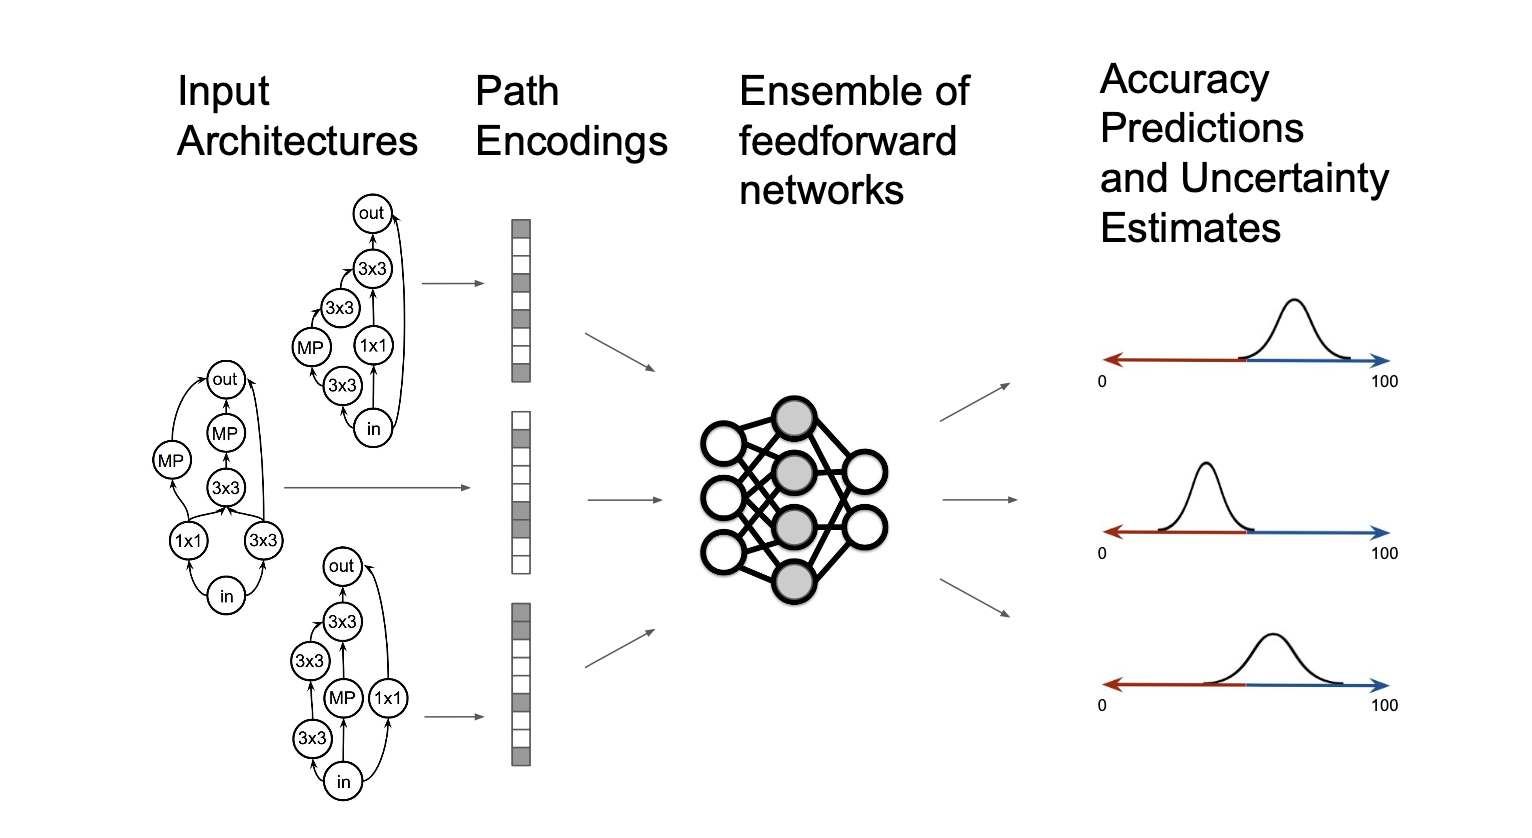 Input
Architectures
Path
Encodings
Ensemble of
feedforward
networks
Accuracy
Predictions
and Uncertainty
Estimates
out
3x3
3x3
MP
1x1
3x3
in
out
MP
MP
3x3
1x1
3x3
in
out
3x3
3x3
MP
1x1
3x3
in
0
100
0
100
0
100